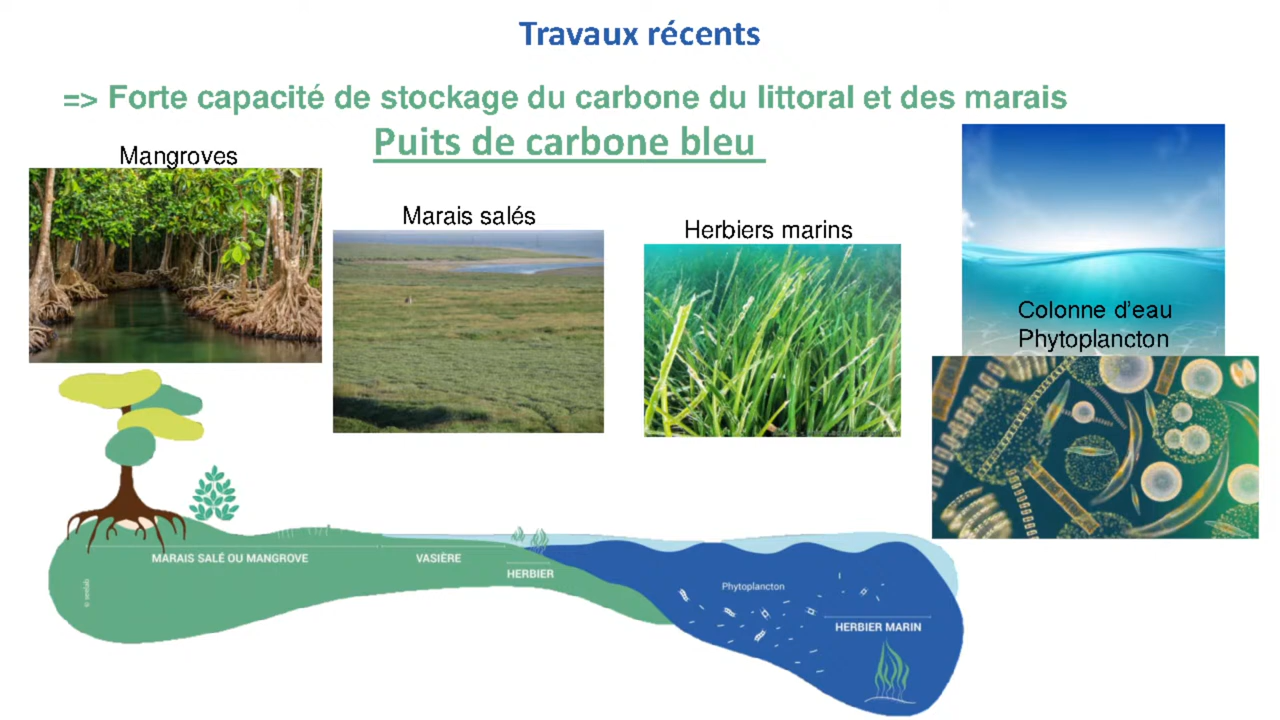 Travaux récents
=> Forte capacité de stockage du carbone du littoral et des marais
Puits de carbone bleu
Mangroves
Marais salés
Herbiers marins
Colonne d'eau
Phytoplancton
MARAIS SALÉ OU MANGROVE
VASIÈRE
HERBIER
Phytoplancton
HERBIER MARIN